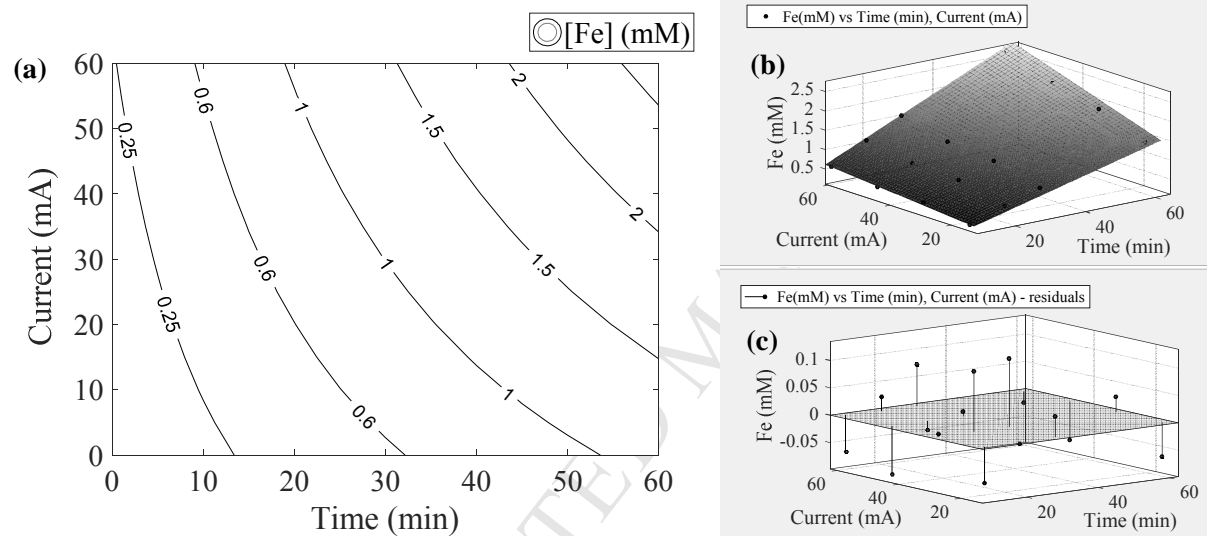 [Fe] (mM)
(a)
60
50
40
30
20
10
0
Current (mA)
0.25
0.6
1
1.5
2
2
0.25
0.6
1
1.5
0.6
1
0 10 20 30 40 50 60
Time (min)
Fe(mM) vs Time (min), Current (mA)
(b)
2.5
2
1.5
1
0.5
Fe (mM)
60
40
20
Current (mA)
20
40
60
Time (min)
Fe(mM) vs Time (min), Current (mA) - residuals
(c)
0.1
0.05
0
-0.05
Fe (mM)
60
40
20
Current (mA)
20
40
60
Time (min)
TED M